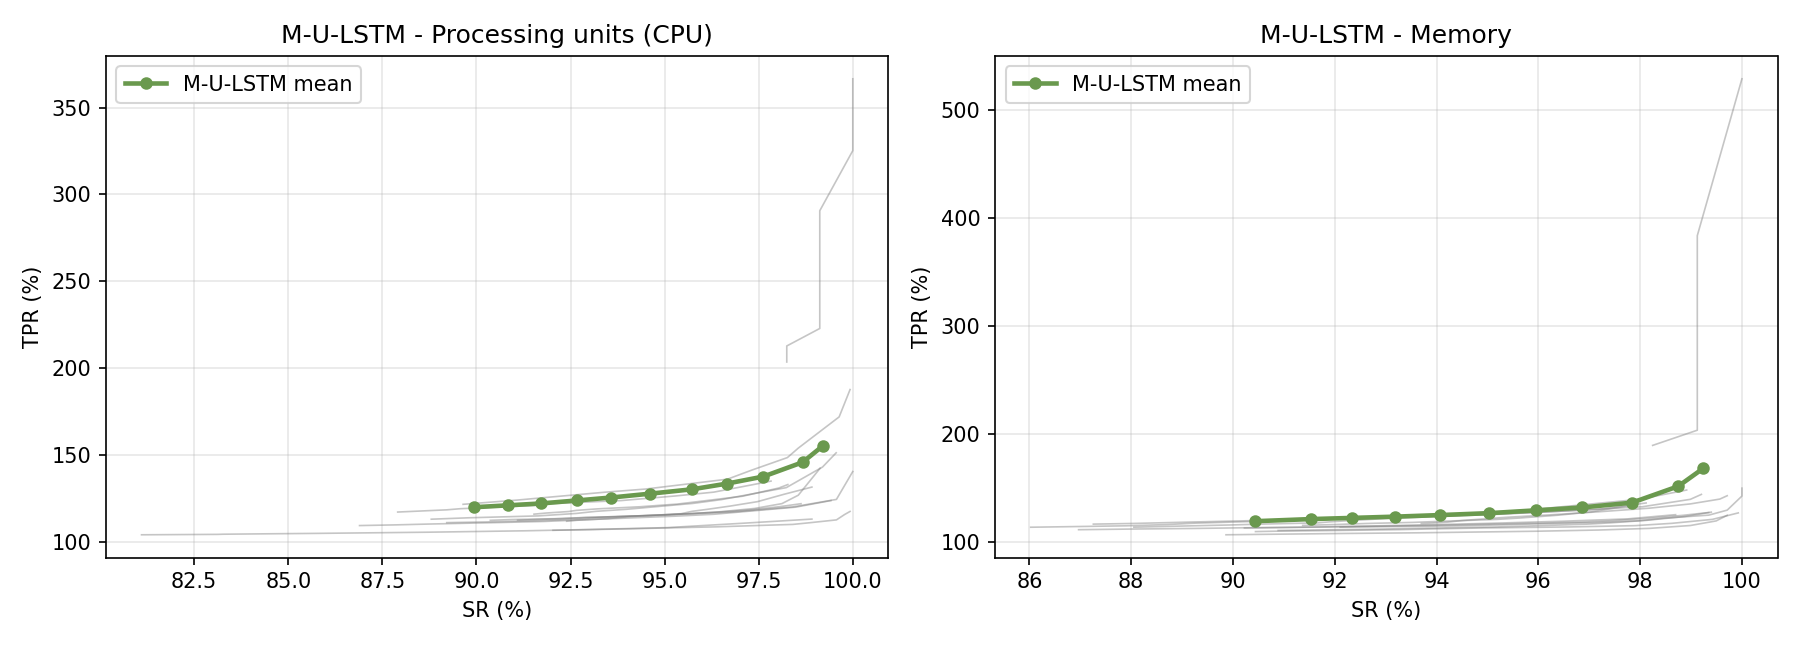 M-U-LSTM - Processing units (CPU)
M-U-LSTM mean
TPR (%)
350
300
250
200
150
100
82.5 85.0 87.5 90.0 92.5 95.0 97.5 100.0
SR (%)
M-U-LSTM - Memory
M-U-LSTM mean
TPR (%)
500
400
300
200
100
86 88 90 92 94 96 98 100
SR (%)